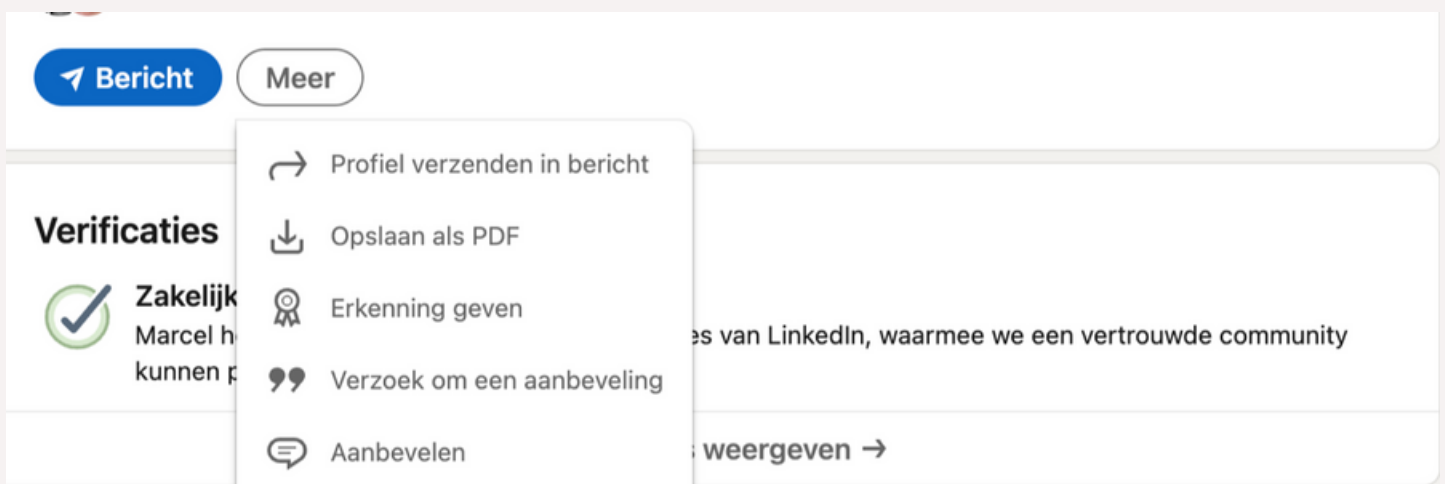 Bericht
Meer
Profiel verzenden in bericht
Opslaan als PDF
Erkenning geven
Verzoek om een aanbeveling
Aanbevelen
Verificaties
Zakelijk
Marcel van LinkedIn, waarmee we een vertrouwde community
kunnen
weergeven →